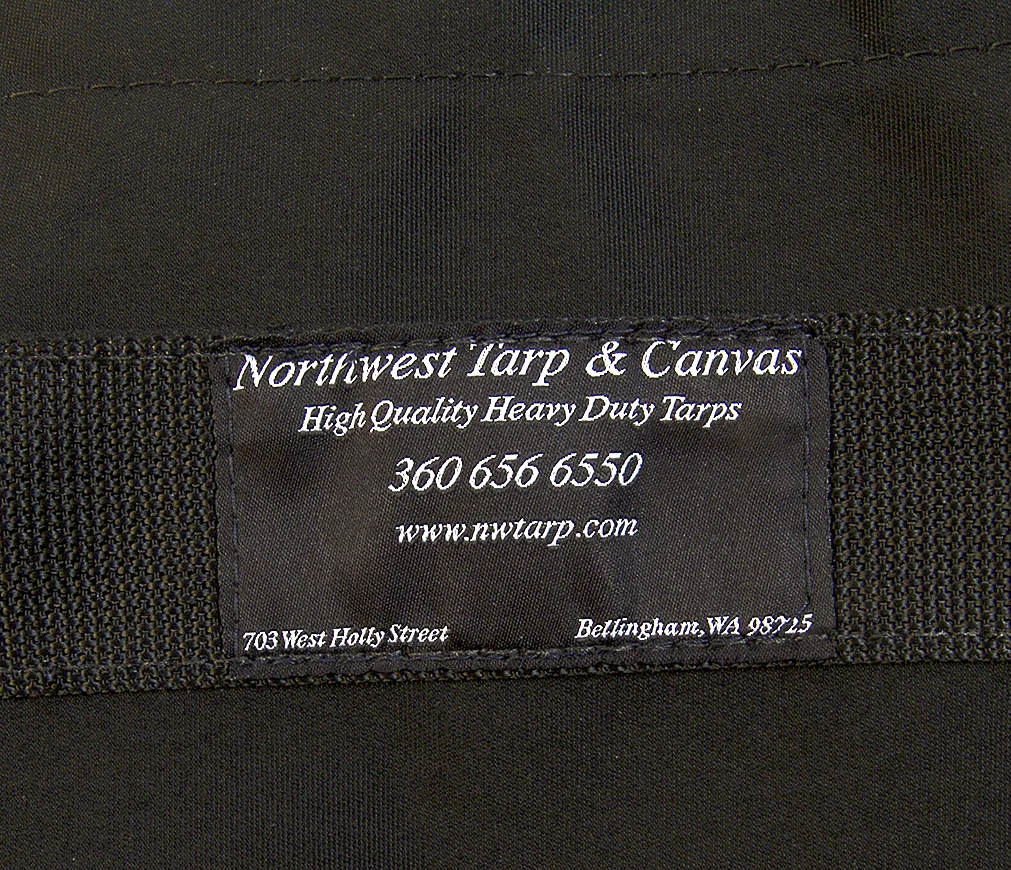 Northwest Tarp & Canvas
High Quality Heavy Duty Tarps
360 656 6550
www.nwtarp.com
703 West Holly Street
Bellingham, WA 98225